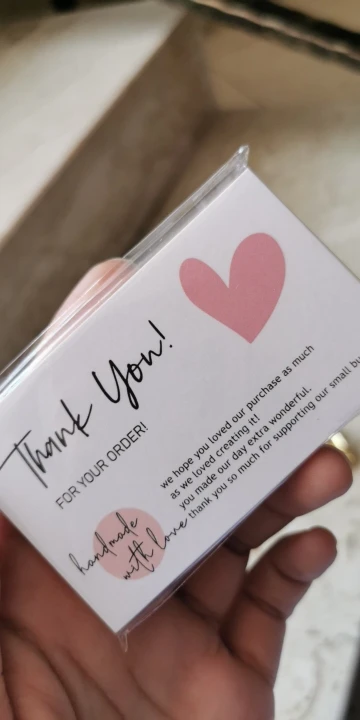 Thank You!
FOR YOUR ORDER!
we hope you loved our purchase as much
as we loved creating it!
you made our day extra wonderful.
thank you so much for supporting our small
handmade
with love